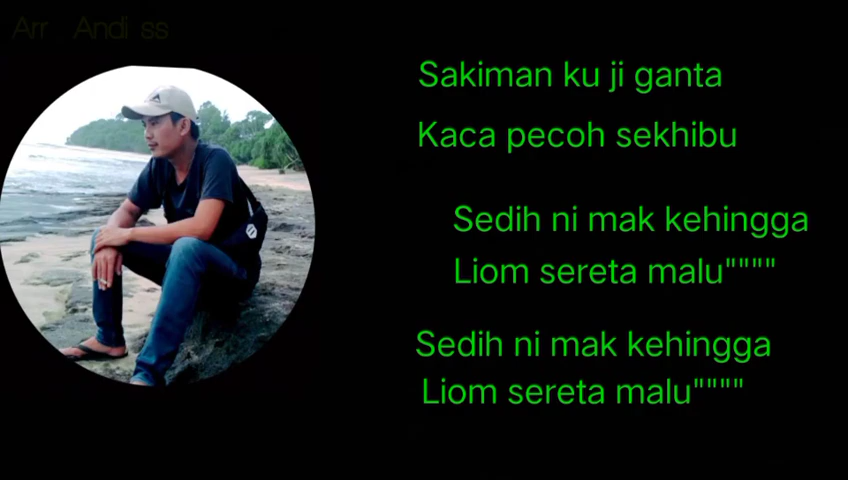 Arr Andi ss
Sakiman ku ji ganta
Kaca pecoh sekhibu
Sedih ni mak kehingga
Liom sereta malu""""
Sedih ni mak kehingga
Liom sereta malu""""